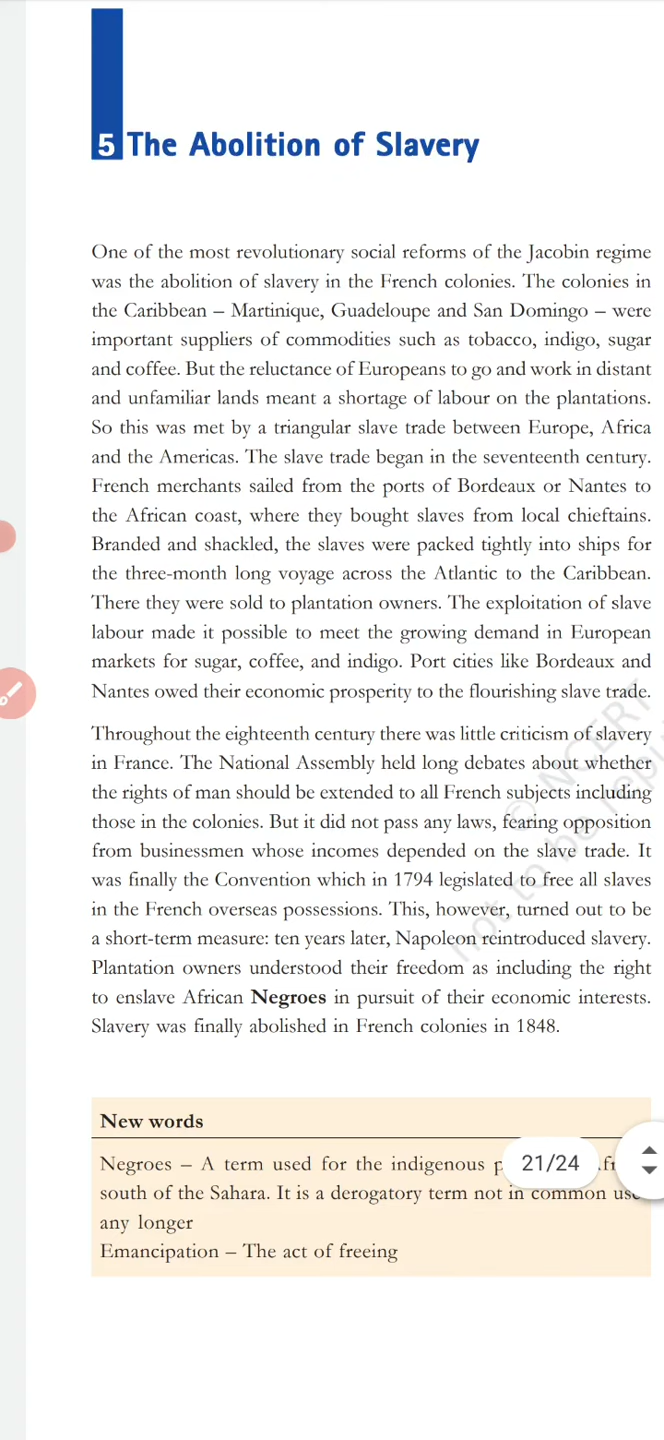 5 The Abolition of Slavery
One of the most revolutionary social reforms of the Jacobin regime
was the abolition of slavery in the French colonies. The colonies in
the Caribbean – Martinique, Guadeloupe and San Domingo – were
important suppliers of commodities such as tobacco, indigo, sugar
and coffee. But the reluctance of Europeans to go and work in distant
and unfamiliar lands meant a shortage of labour on the plantations.
So this was met by a triangular slave trade between Europe, Africa
and the Americas. The slave trade began in the seventeenth century.
French merchants sailed from the ports of Bordeaux or Nantes to
the African coast, where they bought slaves from local chieftains.
Branded and shackled, the slaves were packed tightly into ships for
the three-month long voyage across the Atlantic to the Caribbean.
There they were sold to plantation owners. The exploitation of slave
labour made it possible to meet the growing demand in European
markets for sugar, coffee, and indigo. Port cities like Bordeaux and
Nantes owed their economic prosperity to the flourishing slave trade.
Throughout the eighteenth century there was little criticism of slavery
in France. The National Assembly held long debates about whether
the rights of man should be extended to all French subjects including
those in the colonies. But it did not pass any laws, fearing opposition
from businessmen whose incomes depended on the slave trade. It
was finally the Convention which in 1794 legislated to free all slaves
in the French overseas possessions. This, however, turned out to be
a short-term measure: ten years later, Napoleon reintroduced slavery.
Plantation owners understood their freedom as including the right
to enslave African Negroes in pursuit of their economic interests.
Slavery was finally abolished in French colonies in 1848.
© NCERT
not to be
New words
Negroes – A term used for the indigenous
21/24
south of the Sahara. It is a derogatory term not in common use
any longer
Emancipation – The act of freeing